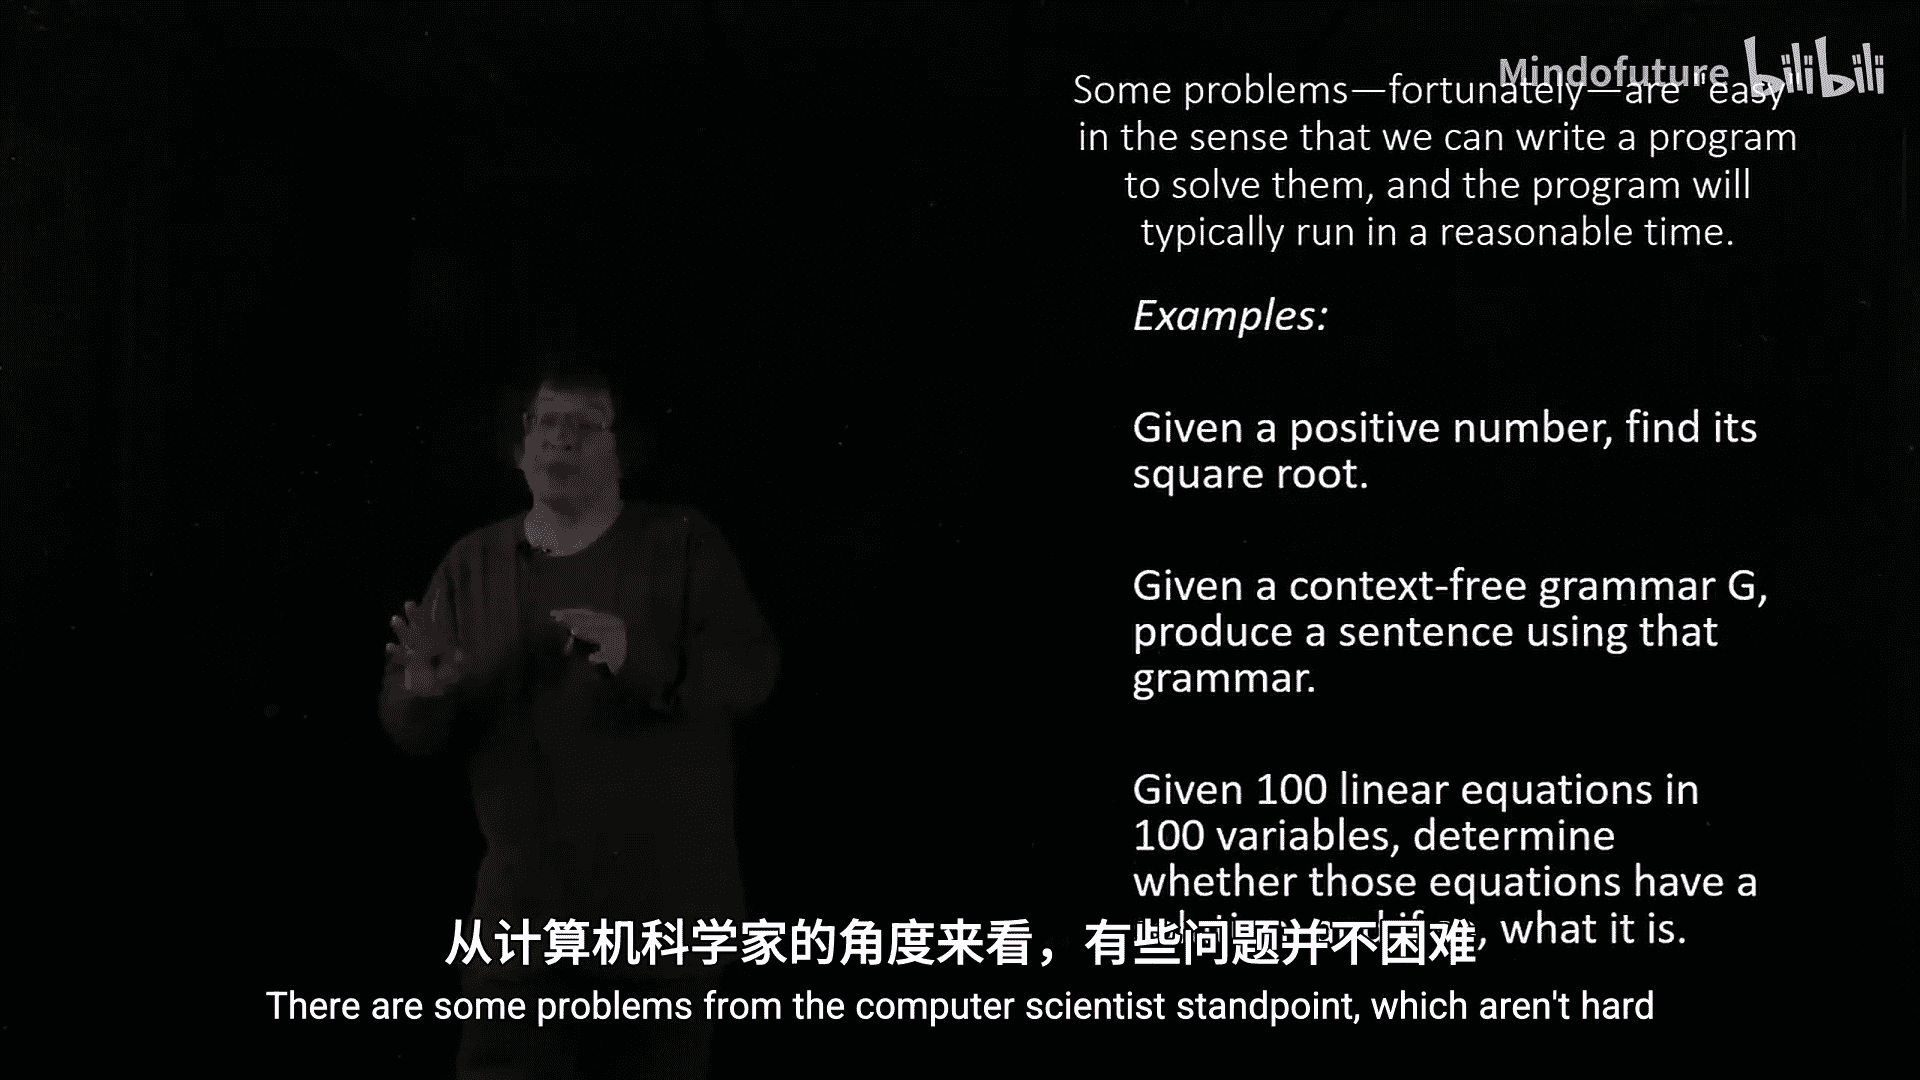 Mindofuture bilibili
Some problems—fortunately—are "easy"
in the sense that we can write a program
to solve them, and the program will
typically run in a reasonable time.
Examples:
Given a positive number, find its
square root.
Given a context-free grammar G,
produce a sentence using that
grammar.
Given 100 linear equations in
100 variables, determine
whether those equations have a
, what it is.
从计算机科学家的角度来看，有些问题并不困难
There are some problems from the computer scientist standpoint, which aren't hard